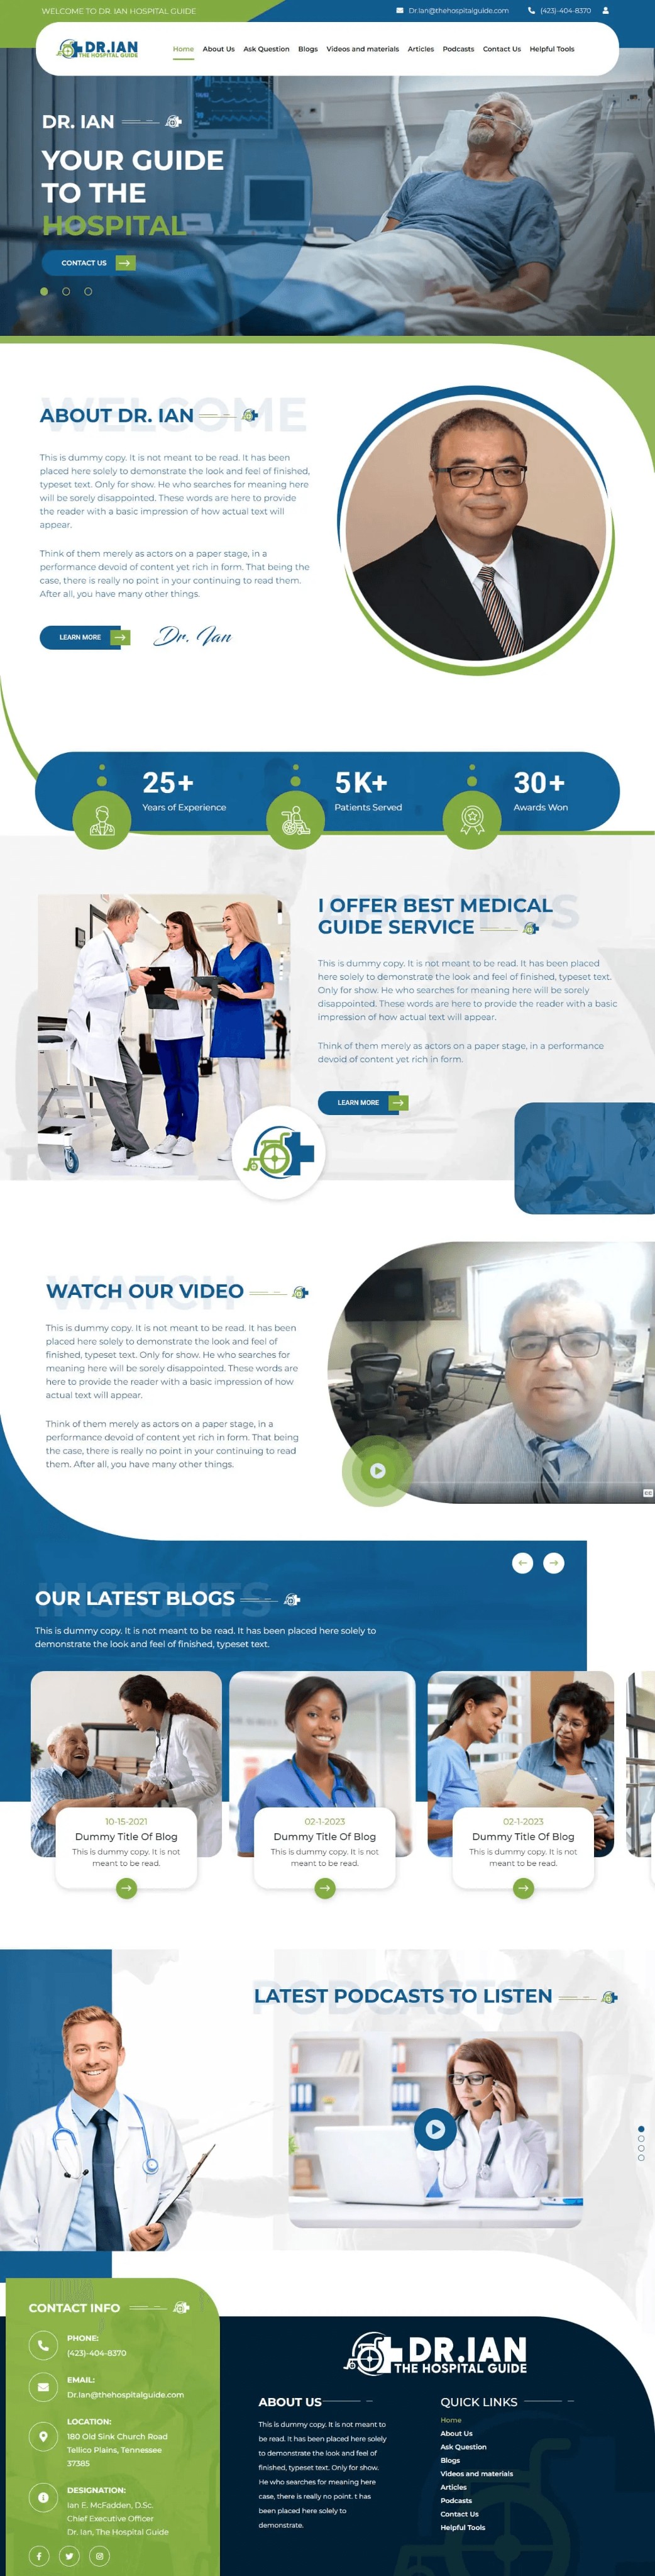 WELCOME TO DR. IAN HOSPITAL GUIDE
Dr.Ian@thehospitalguide.com
(423)-404-8370
DR.IAN
THE HOSPITAL GUIDE
Home About Us Ask Question Blogs Videos and materials Articles Podcasts Contact Us Helpful Tools
DR. IAN
YOUR GUIDE
TO THE
HOSPITAL
CONTACT US
WELCOME
ABOUT DR. IAN
This is dummy copy. It is not meant to be read. It has been
placed here solely to demonstrate the look and feel of finished,
typeset text. Only for show. He who searches for meaning here
will be sorely disappointed. These words are here to provide
the reader with a basic impression of how actual text will
appear.
Think of them merely as actors on a paper stage, in a
performance devoid of content yet rich in form. That being the
case, there is really no point in your continuing to read them.
After all, you have many other things.
LEARN MORE
Dr. Ian
25+
Years of Experience
5K+
Patients Served
30+
Awards Won
I OFFER BEST MEDICAL
GUIDE SERVICE
This is dummy copy. It is not meant to be read. It has been placed
here solely to demonstrate the look and feel of finished, typeset text.
Only for show. He who searches for meaning here will be sorely
disappointed. These words are here to provide the reader with a basic
impression of how actual text will appear.
Think of them merely as actors on a paper stage, in a performance
devoid of content yet rich in form.
LEARN MORE
WATCH
WATCH OUR VIDEO
This is dummy copy. It is not meant to be read. It has been
placed here solely to demonstrate the look and feel of
finished, typeset text. Only for show. He who searches for
meaning here will be sorely disappointed. These words are
here to provide the reader with a basic impression of how
actual text will appear.
Think of them merely as actors on a paper stage, in a
performance devoid of content yet rich in form. That being
the case, there is really no point in your continuing to read
them. After all, you have many other things.
CC
INSIGHTS
OUR LATEST BLOGS
This is dummy copy. It is not meant to be read. It has been placed here solely to
demonstrate the look and feel of finished, typeset text.
10-15-2021
Dummy Title Of Blog
This is dummy copy. It is not
meant to be read.
02-1-2023
Dummy Title Of Blog
This is dummy copy. It is not
meant to be read.
02-1-2023
Dummy Title Of Blog
This is dummy copy. It is not
meant to be read.
PODCASTS
LATEST PODCASTS TO LISTEN
CONTACT INFO
PHONE:
(423)-404-8370
EMAIL:
Dr.Ian@thehospitalguide.com
LOCATION:
180 Old Sink Church Road
Tellico Plains, Tennessee
37385
DESIGNATION:
Ian E. McFadden, D.Sc.
Chief Executive Officer
Dr. Ian, The Hospital Guide
DR.IAN
THE HOSPITAL GUIDE
ABOUT US
This is dummy copy. It is not meant to
be read. It has been placed here solely
to demonstrate the look and feel of
finished, typeset text. Only for show.
He who searches for meaning here
case, there is really no point. t has
been placed here solely to
demonstrate.
QUICK LINKS
Home
About Us
Ask Question
Blogs
Videos and materials
Articles
Podcasts
Contact Us
Helpful Tools